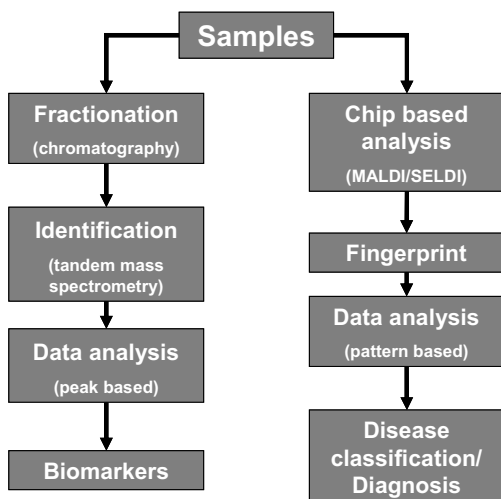 Samples
Fractionation
(chromatography)
Identification
(tandem mass
spectrometry)
Data analysis
(peak based)
Biomarkers
Chip based
analysis
(MALDI/SELDI)
Fingerprint
Data analysis
(pattern based)
Disease
classification/
Diagnosis